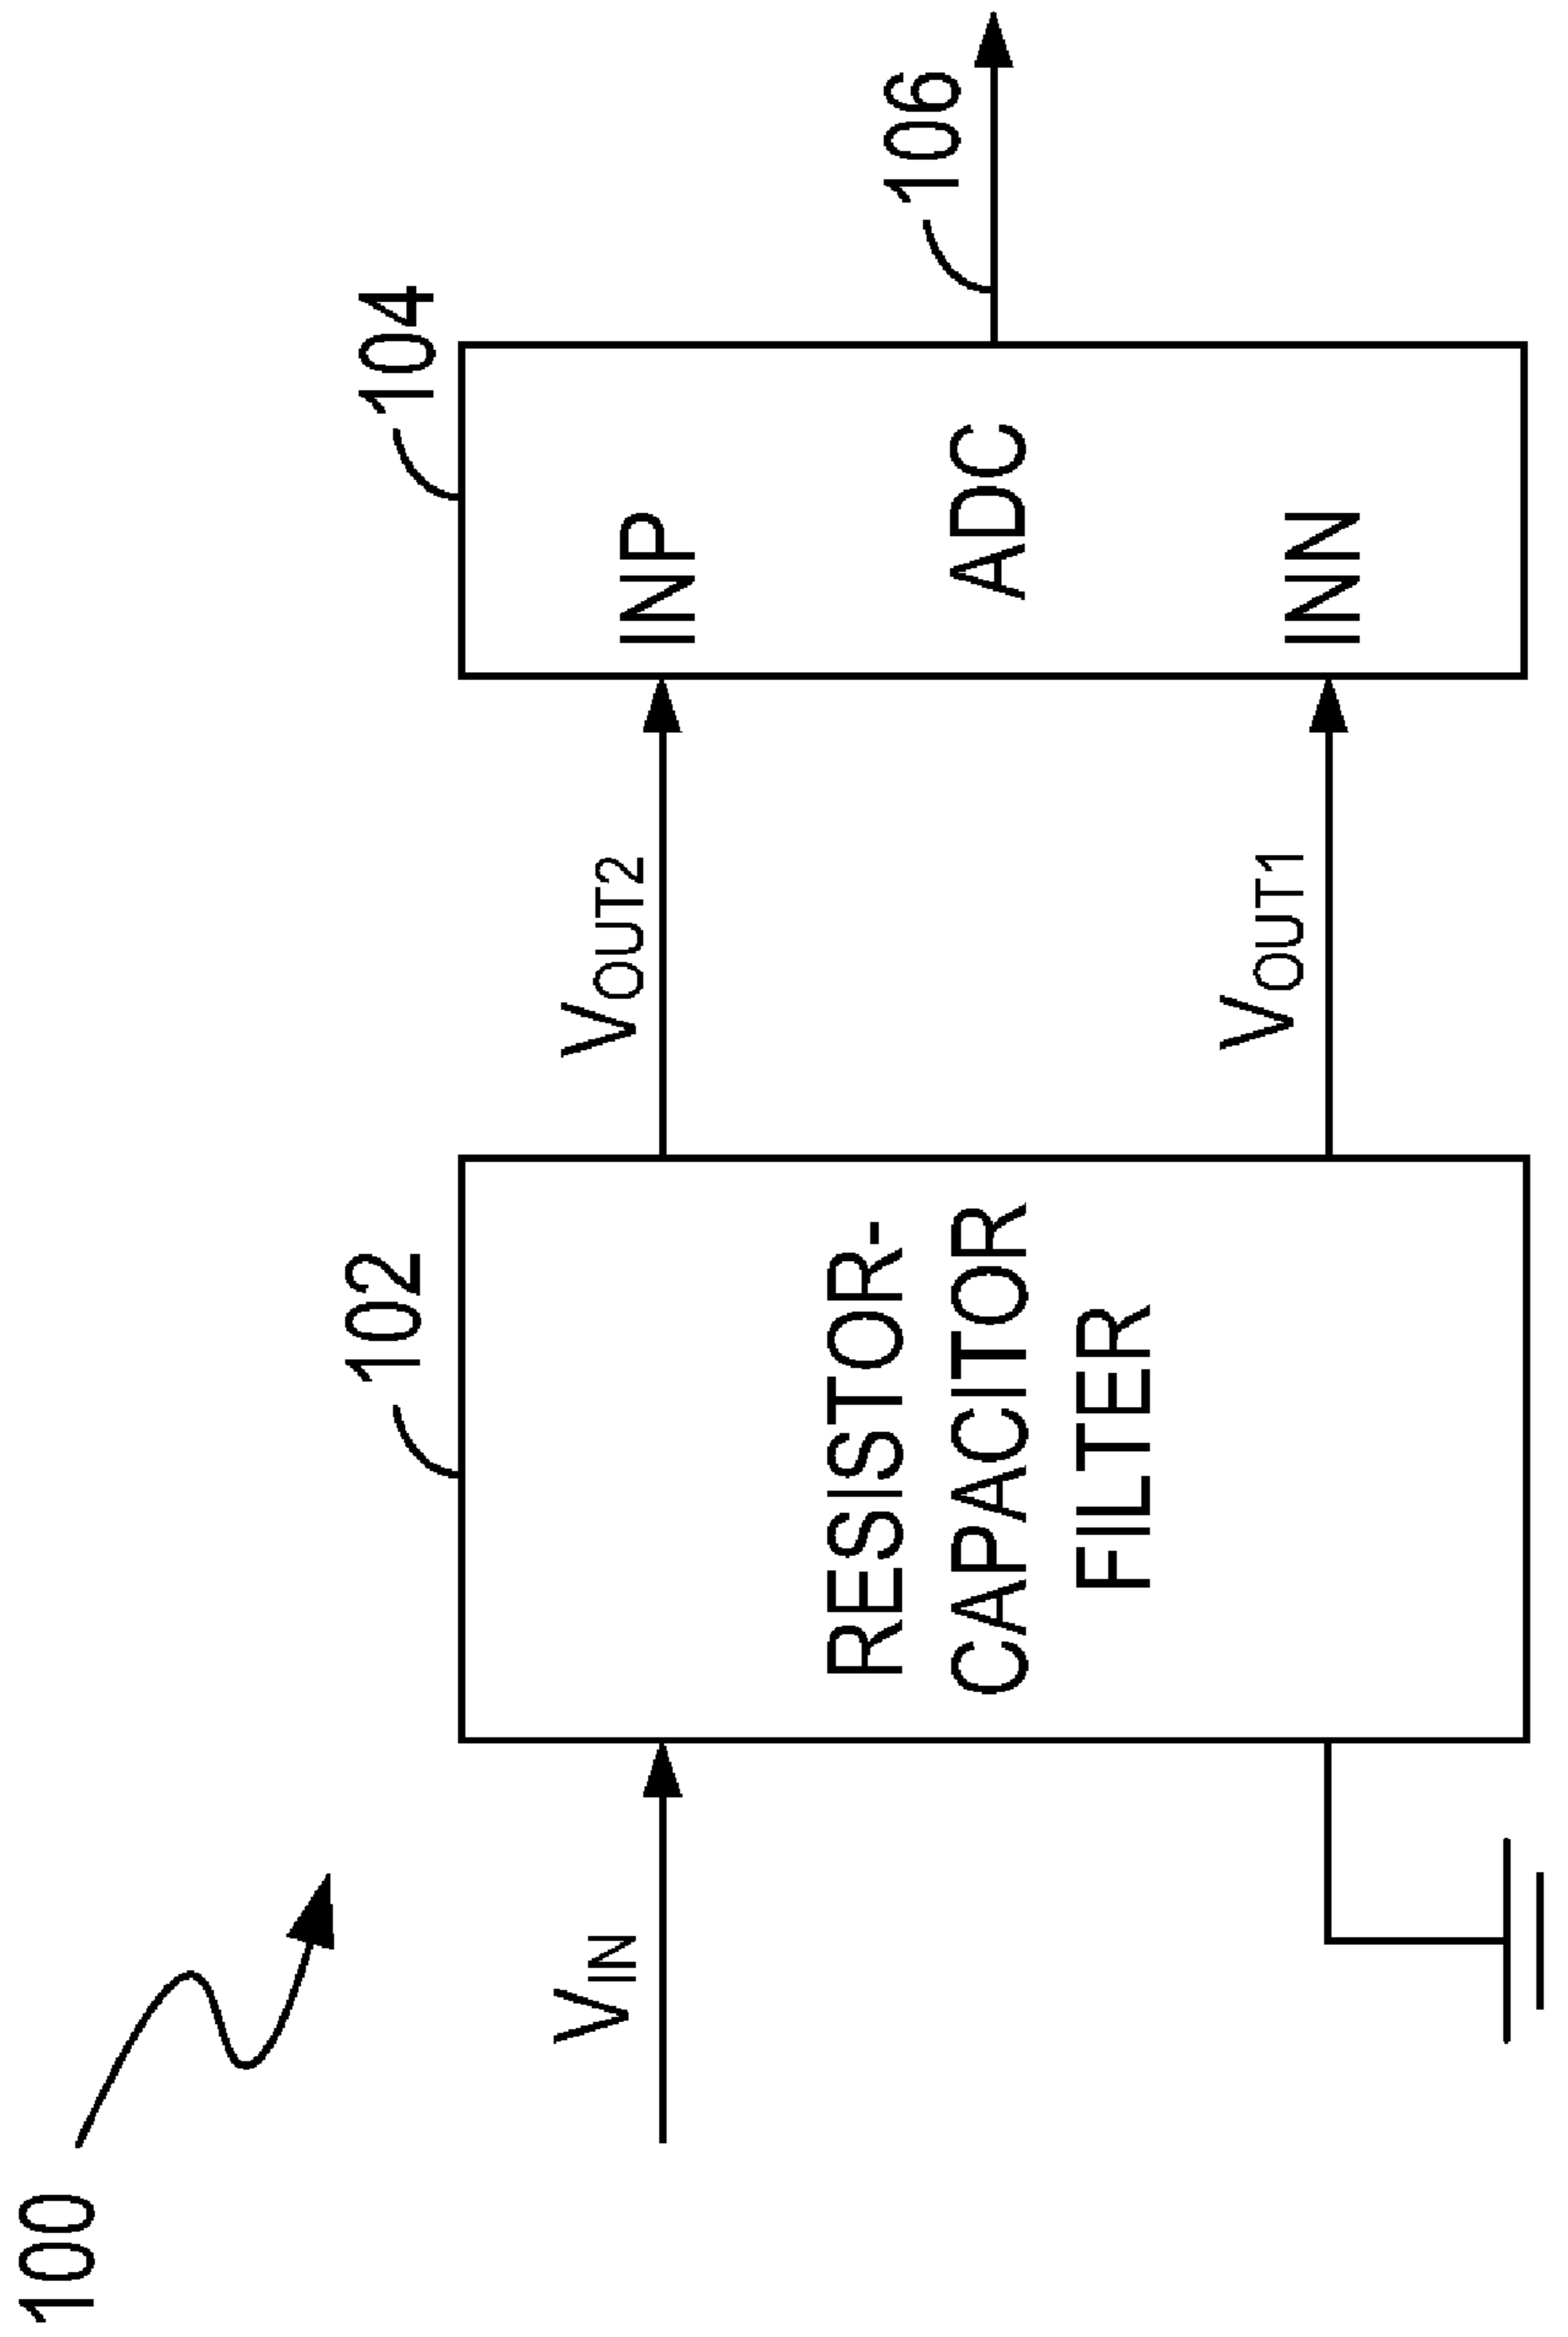 100
102
104
106
VIN
RESISTOR-
CAPACITOR
FILTER
VOUT2
VOUT1
INP
ADC
INN